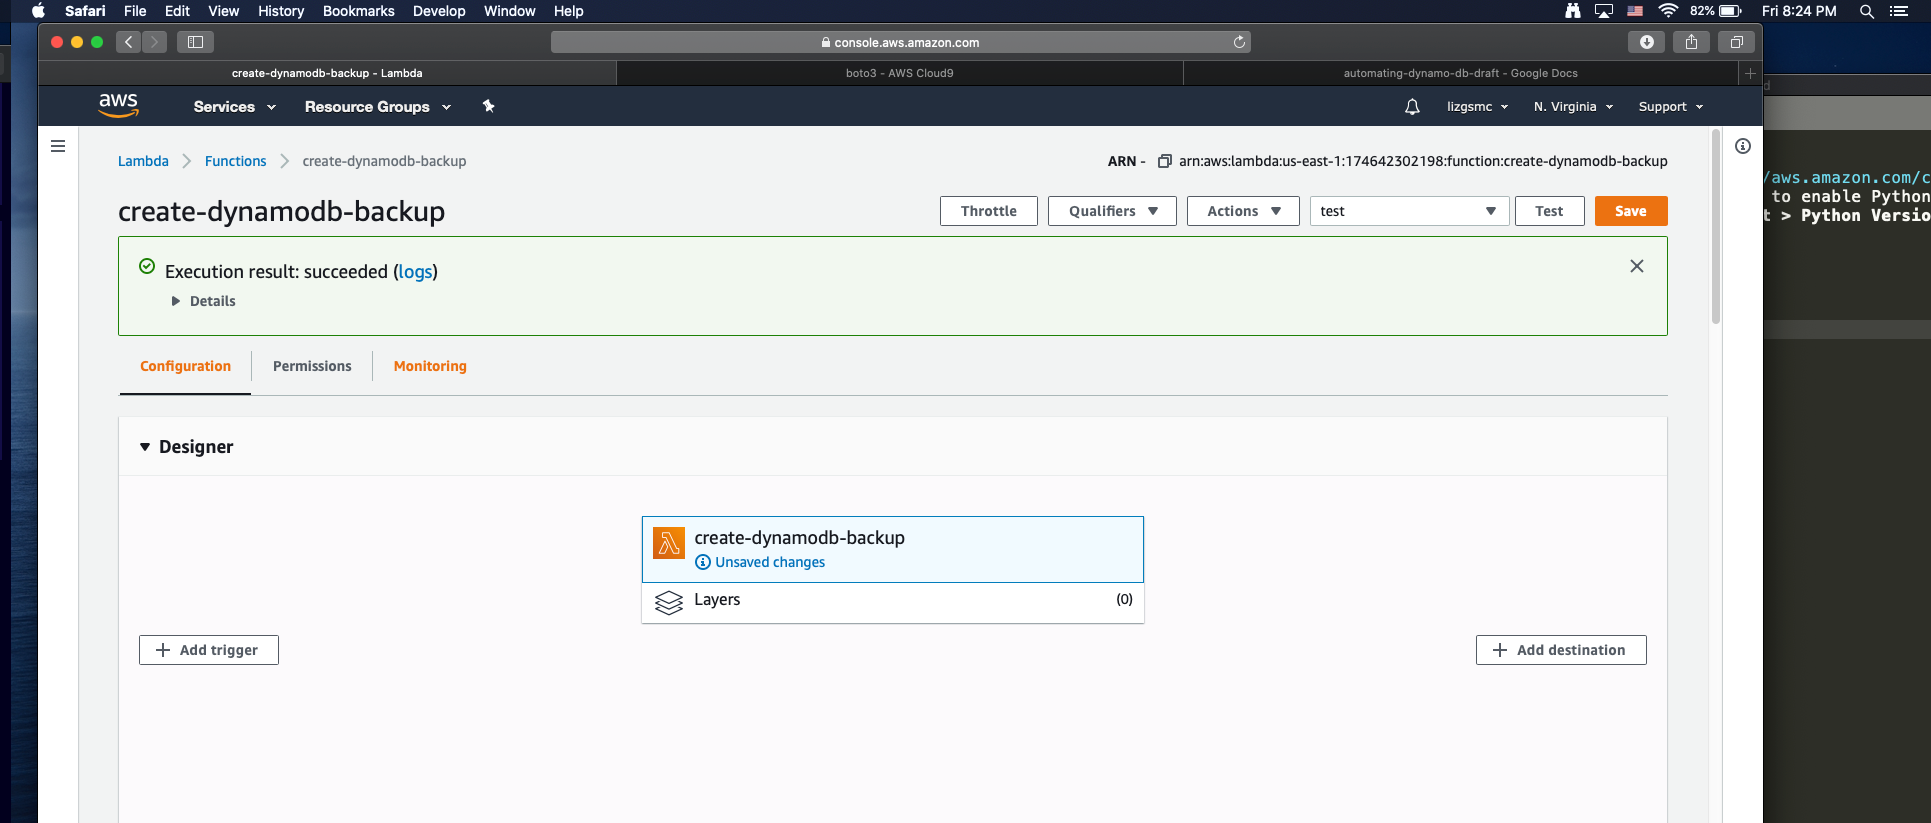 Safari File Edit View History Bookmarks Develop Window Help 82% Fri 8:24 PM
console.aws.amazon.com
create-dynamodb-backup - Lambda boto3 - AWS Cloud9 automating-dynamo-db-draft - Google Docs
aws Services Resource Groups lizgsmc N. Virginia Support
Lambda Functions create-dynamodb-backup ARN - arn:aws:lambda:us-east-1:174642302198:function:create-dynamodb-backup
create-dynamodb-backup Throttle Qualifiers Actions test Test Save
Execution result: succeeded (logs)
Details
Configuration Permissions Monitoring
Designer
create-dynamodb-backup
Unsaved changes
Layers (0)
+ Add trigger + Add destination
/aws.amazon.com/c
to enable Python
t > Python Versio